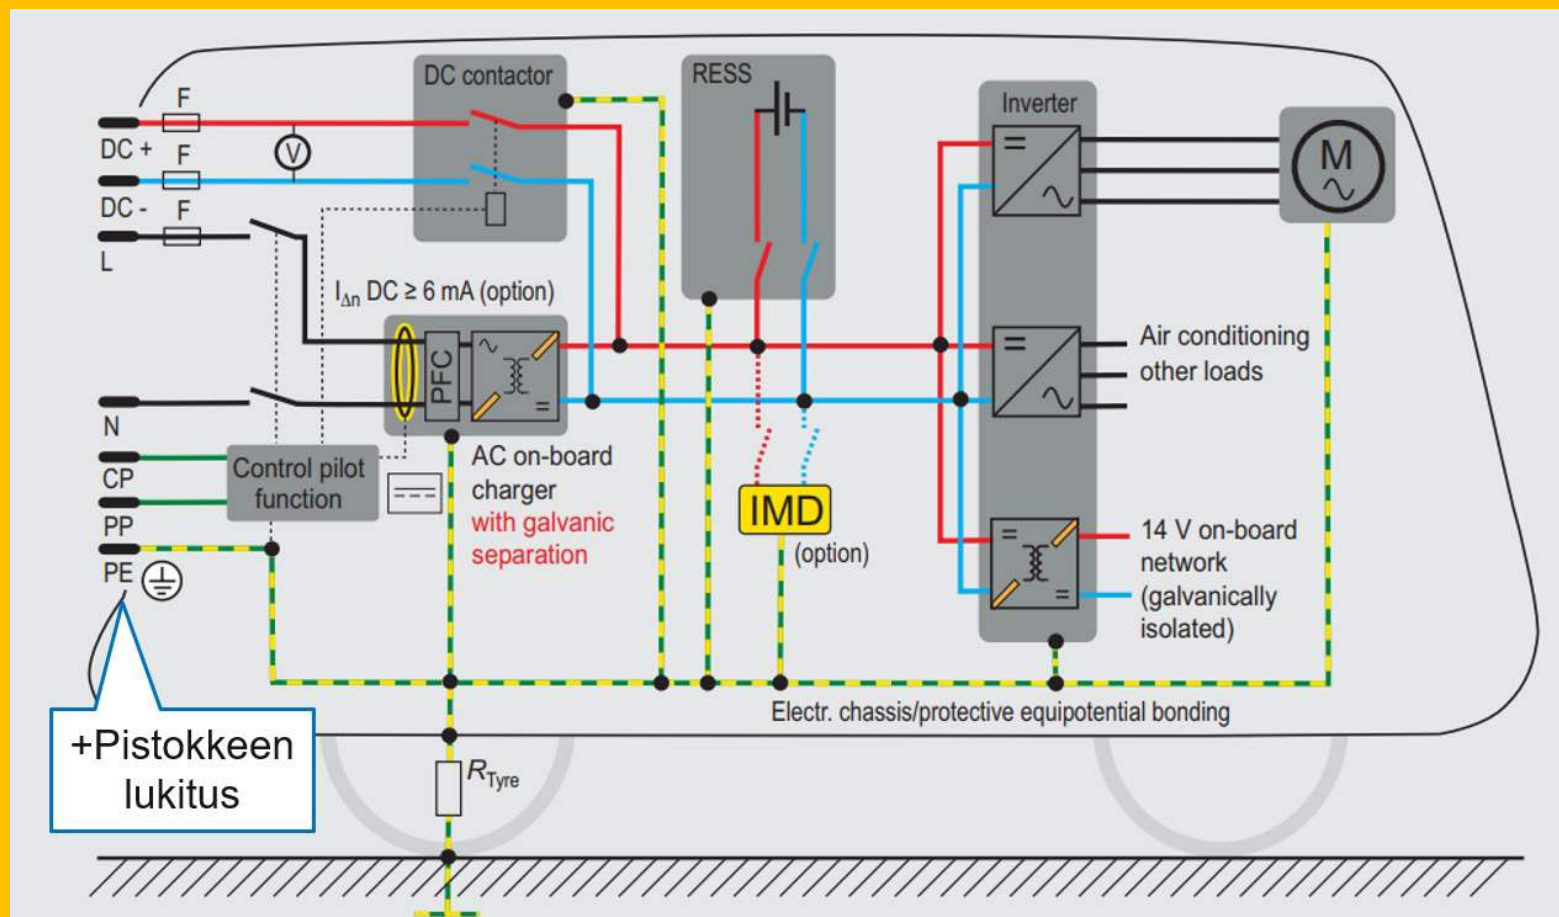 DC contactor
RESS
Inverter
F
DC +
F
V
DC -
F
L
M
I∆n DC ≥ 6 mA (option)
PFC
Air conditioning
other loads
N
CP
PP
PE
Control pilot
function
AC on-board
charger
with galvanic
separation
IMD
(option)
14 V on-board
network
(galvanically
isolated)
Electr. chassis/protective equipotential bonding
+Pistokkeen
lukitus
RTyre